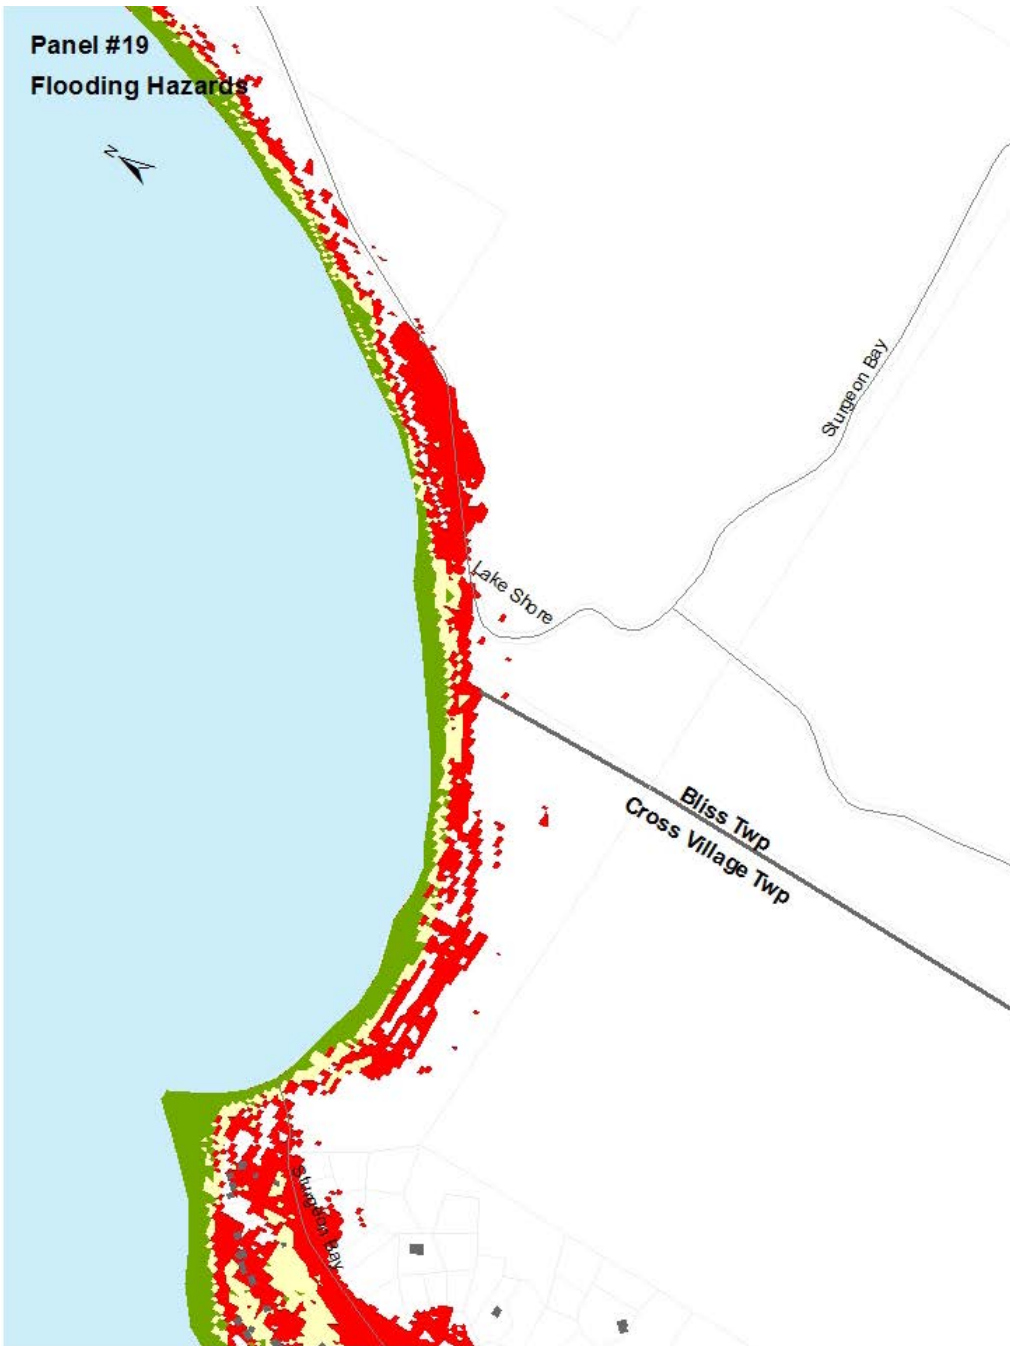 Panel #19
Flooding Hazards
N
Sturgeon Bay
Lake Shore
Bliss Twp
Cross Village Twp
Sturgeon Bay